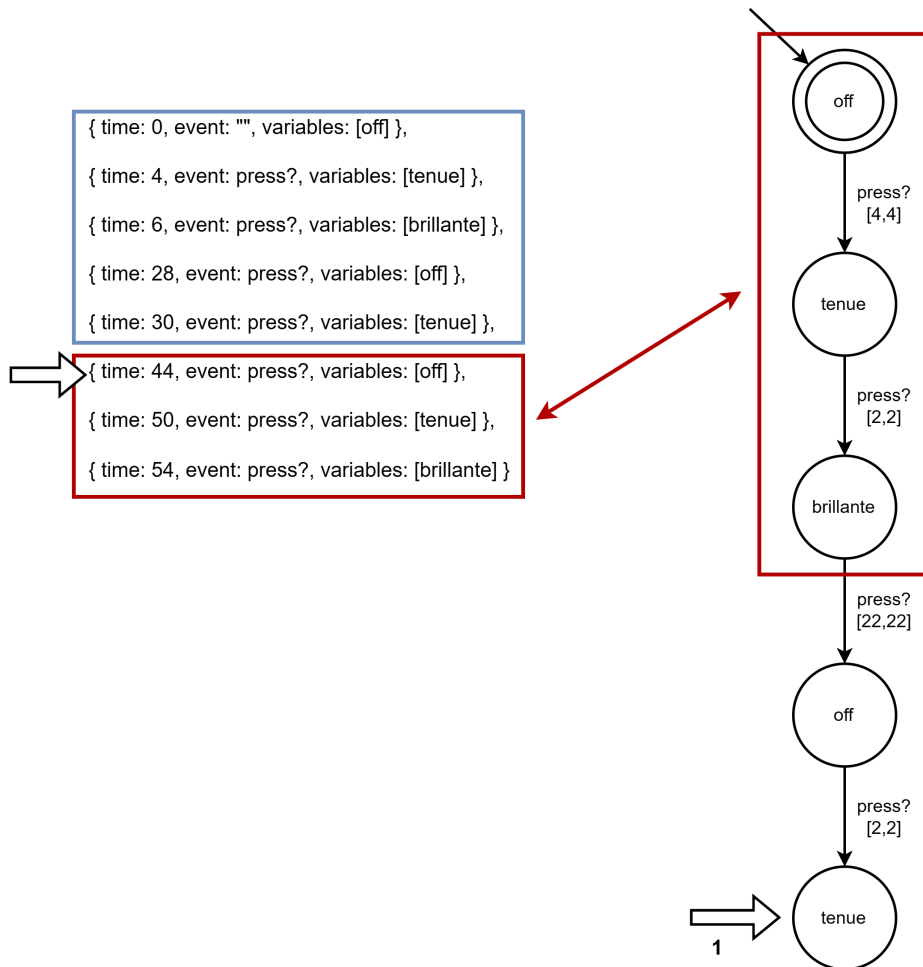 { time: 0, event: "", variables: [off] },
{ time: 4, event: press?, variables: [tenue] },
{ time: 6, event: press?, variables: [brillante] },
{ time: 28, event: press?, variables: [off] },
{ time: 30, event: press?, variables: [tenue] },
{ time: 44, event: press?, variables: [off] },
{ time: 50, event: press?, variables: [tenue] },
{ time: 54, event: press?, variables: [brillante] }
off
press?
[4,4]
tenue
press?
[2,2]
brillante
press?
[22,22]
off
press?
[2,2]
tenue
1